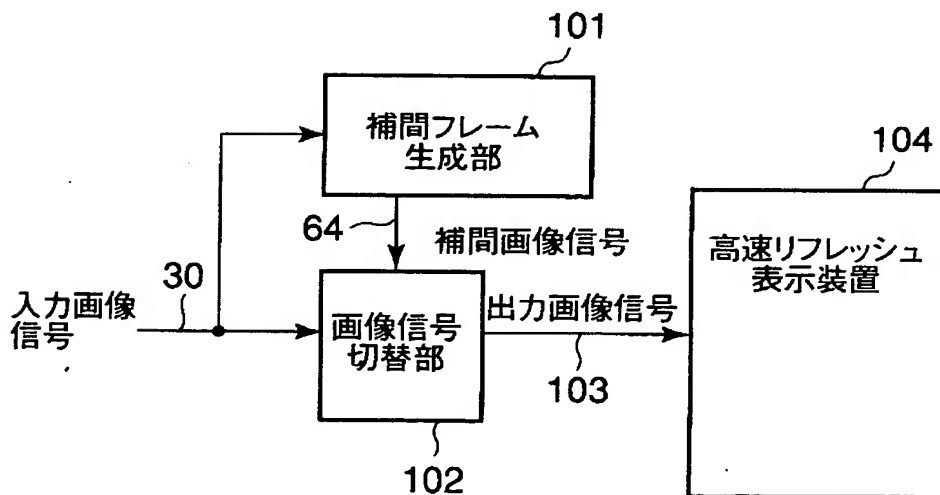 101
補間フレーム
生成部
104
64
補間画像信号
高速リフレッシュ
表示装置
30
入力画像
信号
画像信号
切替部
出力画像信号
103
102